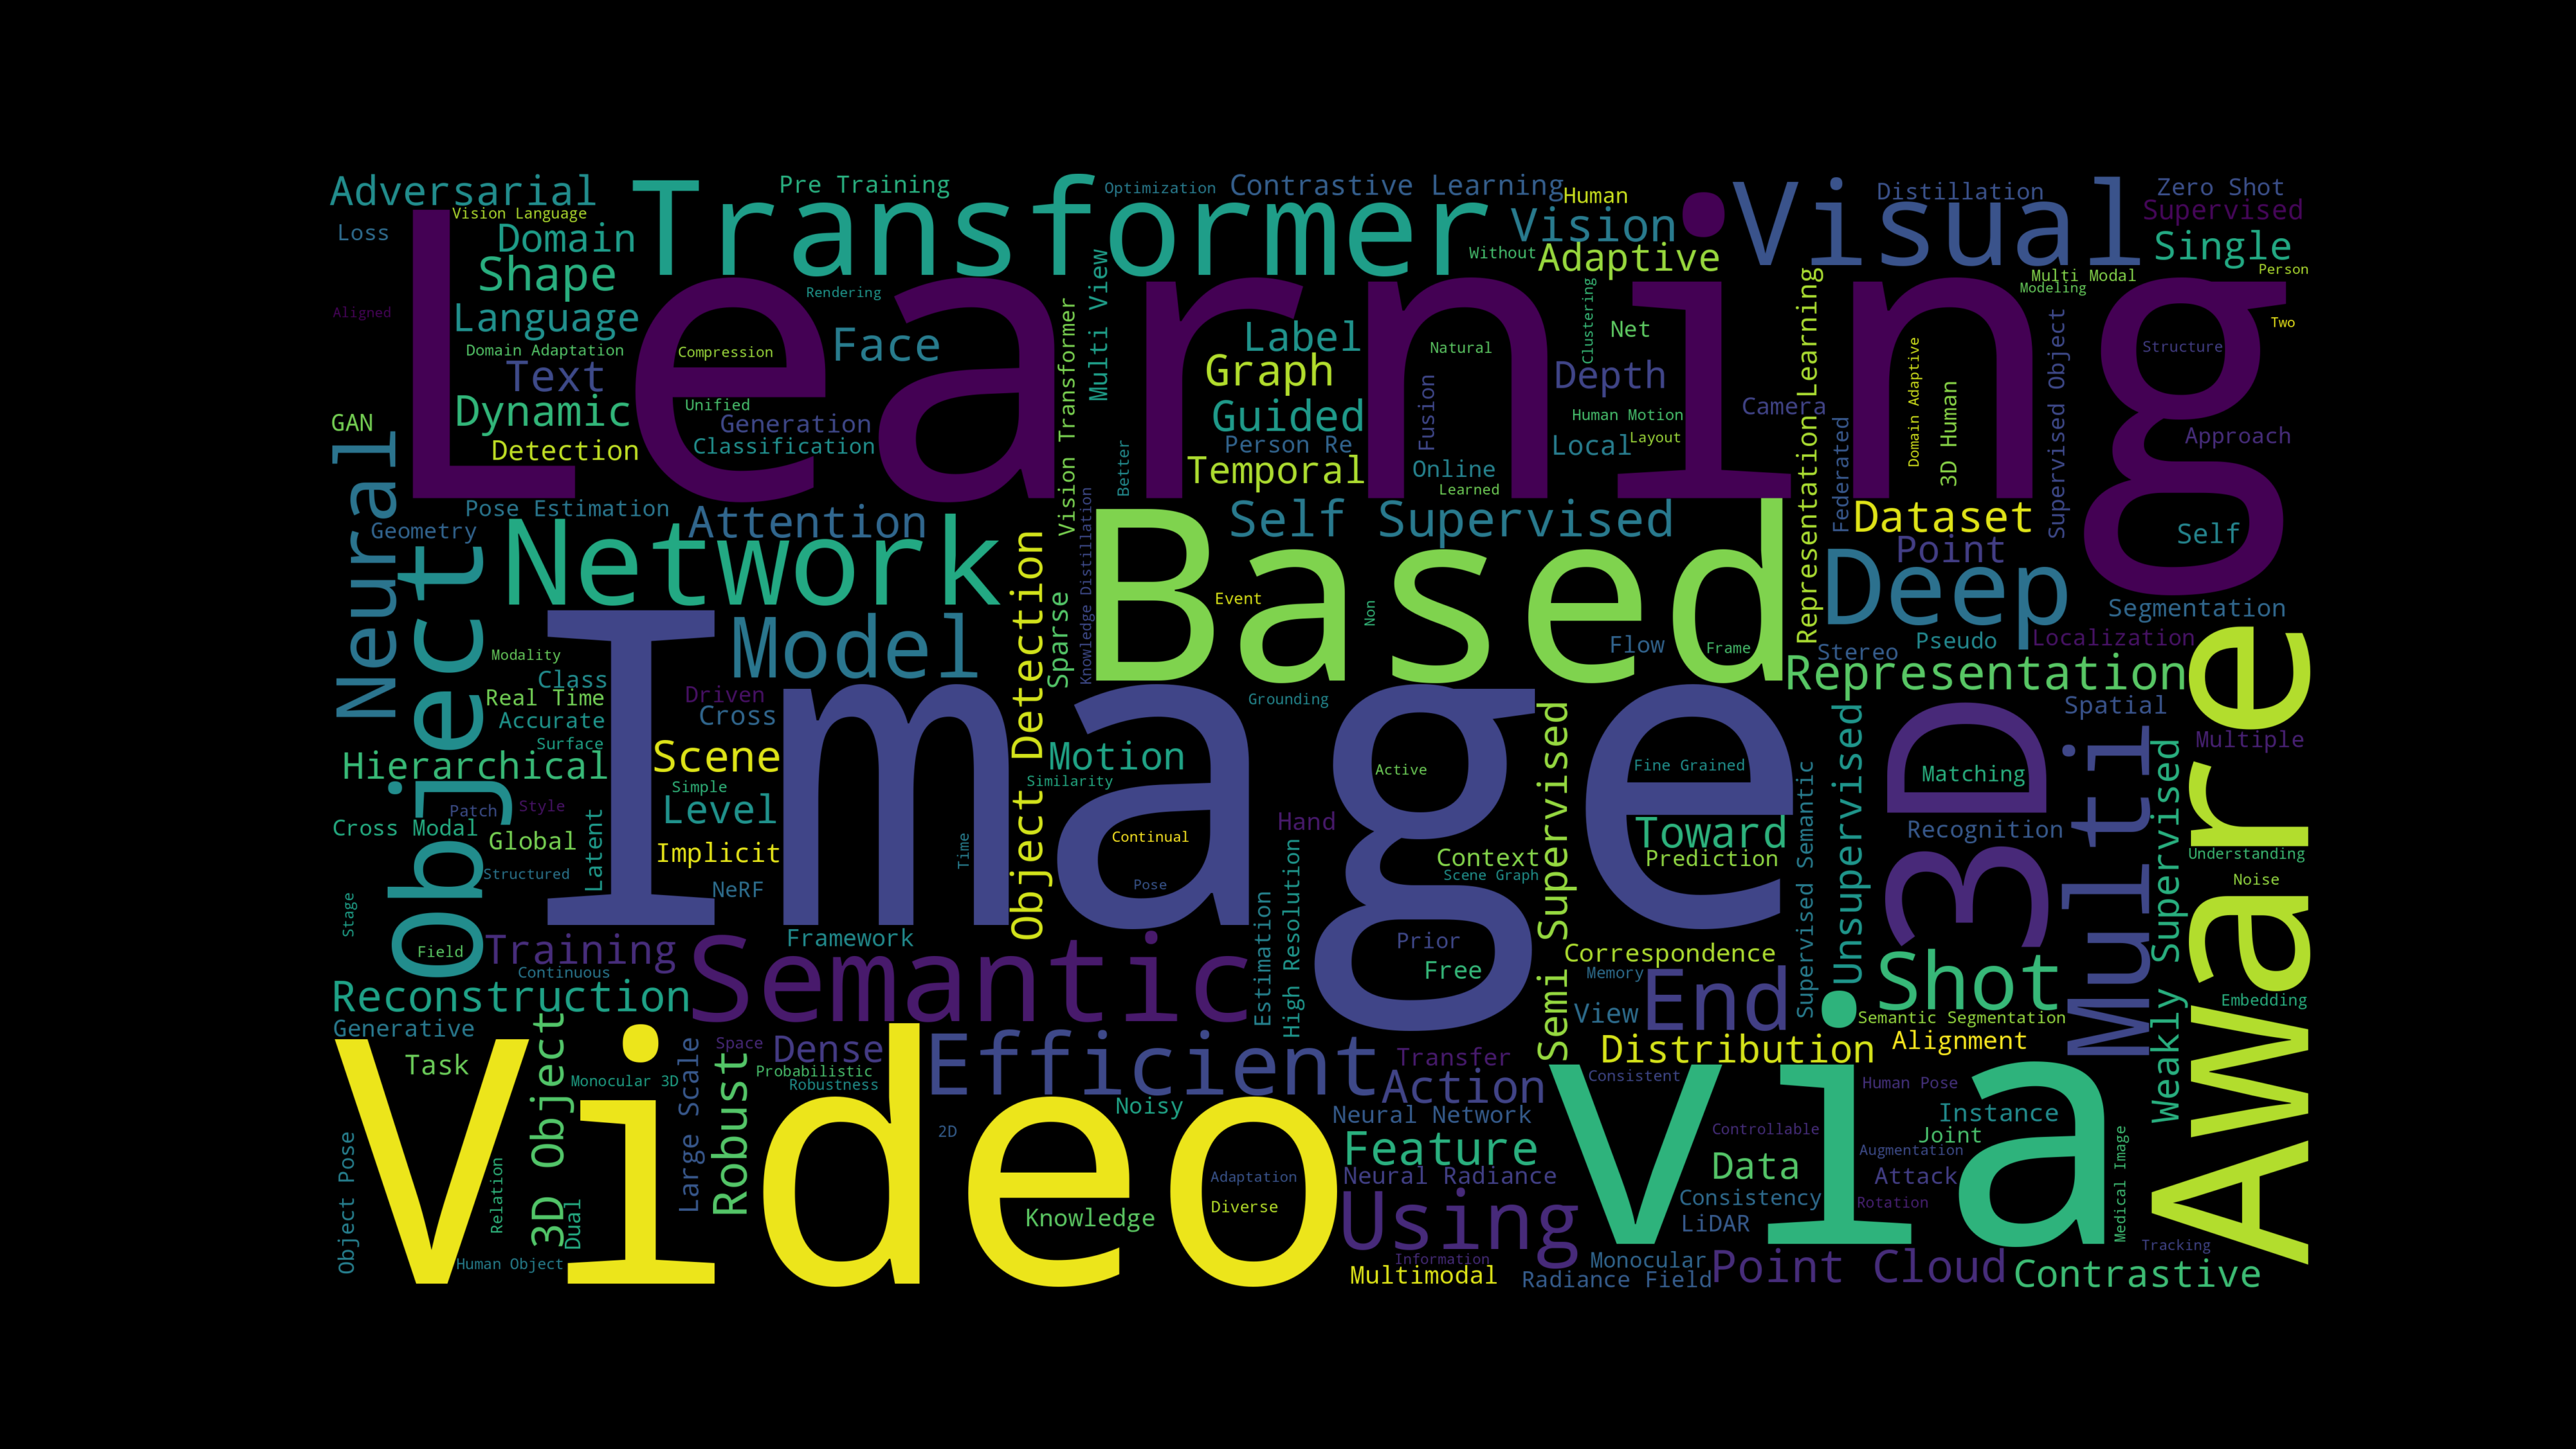 Adversarial
Pre Training
Transformer
Optimization
Contrastive Learning
Human
Visual
Distillation
Zero Shot
Vision Language
Supervised
Loss
Domain
Vision
Single
Shape
Without
Adaptive
Multi View
Multi Modal
Person
Modeling
Learning
Rendering
Aligned
Language
Clustering
Net
Two
Domain Adaptation
Compression
Face
Label
Natural
Structure
Text
Graph
Depth
Vision Transformer
Representation Learning
Supervised Object
Dynamic
Unified
Guided
Fusion
Human Motion
Camera
Domain Adaptive
3D Human
GAN
Generation
Detection
Classification
Person Re
Local
Layout
Approach
Temporal
Online
Better
Learned
Federated
Neural
Pose Estimation
Geometry
Attention
Knowledge Distillation
Self Supervised
Dataset
Self
Object
Network
Object Detection
Based
Point
Deep
Sparse
Event
Non
Segmentation
Model
Flow
Frame
Stereo
Pseudo
Localization
Modality
Class
Representation
Real Time
Driven
Grounding
Accurate
Cross
Spatial
Surface
Image
Scene
Motion
Semi Supervised
Unsupervised
3D
Multi
Multiple
Aware
Hierarchical
Simple
Similarity
Active
Fine Grained
Matching
Weakly Supervised
Patch
Style
Level
Hand
Supervised Semantic
Cross Modal
Global
Latent
Continual
Toward
Recognition
Implicit
Time
Context
Prediction
Understanding
Structured
NeRF
Pose
Scene Graph
Noise
Stage
High Resolution
Estimation
Framework
Prior
Field
Training
Correspondence
Semantic
Continuous
Free
Memory
Shot
Reconstruction
End
Embedding
Generative
View
Semantic Segmentation
Video
3D Object
Space
Dense
Efficient
Distribution
Alignment
Task
Large Scale
Robust
Transfer
Monocular 3D
Probabilistic
Robustness
Action
Consistent
Via
Human Pose
Noisy
Neural Network
Instance
2D
Controllable
Joint
Object Pose
Feature
Augmentation
Medical Image
Relation
Data
Attack
Adaptation
Neural Radiance
Dual
Knowledge
Diverse
Using
Consistency
Rotation
LiDAR
Tracking
Human Object
Information
Monocular
Multimodal
Radiance Field
Point Cloud
Contrastive